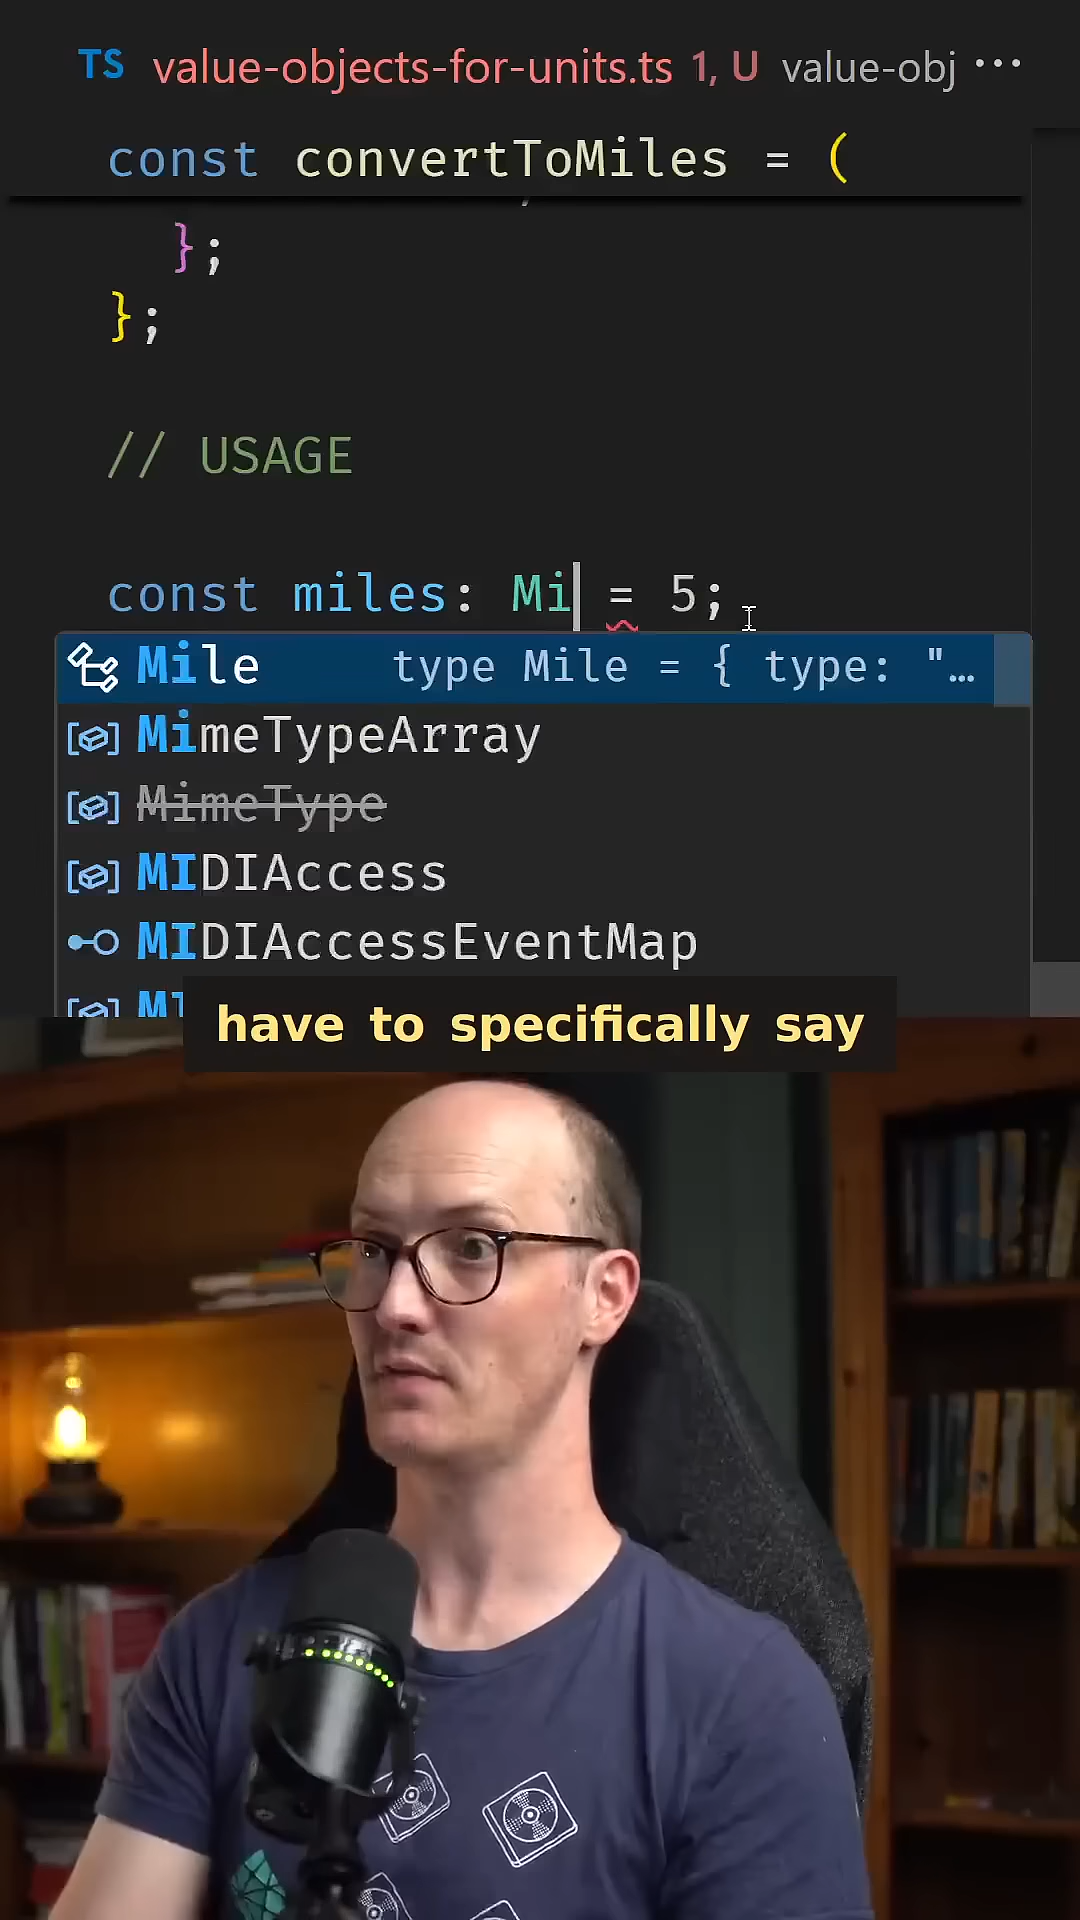 TS value-objects-for-units.ts 1, U value-obj ...
const convertToMiles = (
};
};
// USAGE
const miles: Mi = 5;
Mile type Mile = { type: "…
MimeTypeArray
MimeType
MIDIAccess
MIDIAccessEventMap
have to specifically say